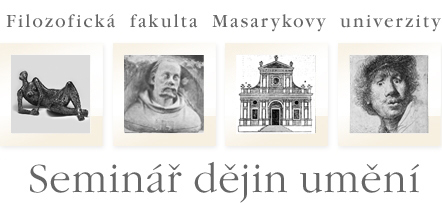 Filozofická fakulta Masarykovy univerzity
Seminář dějin umění